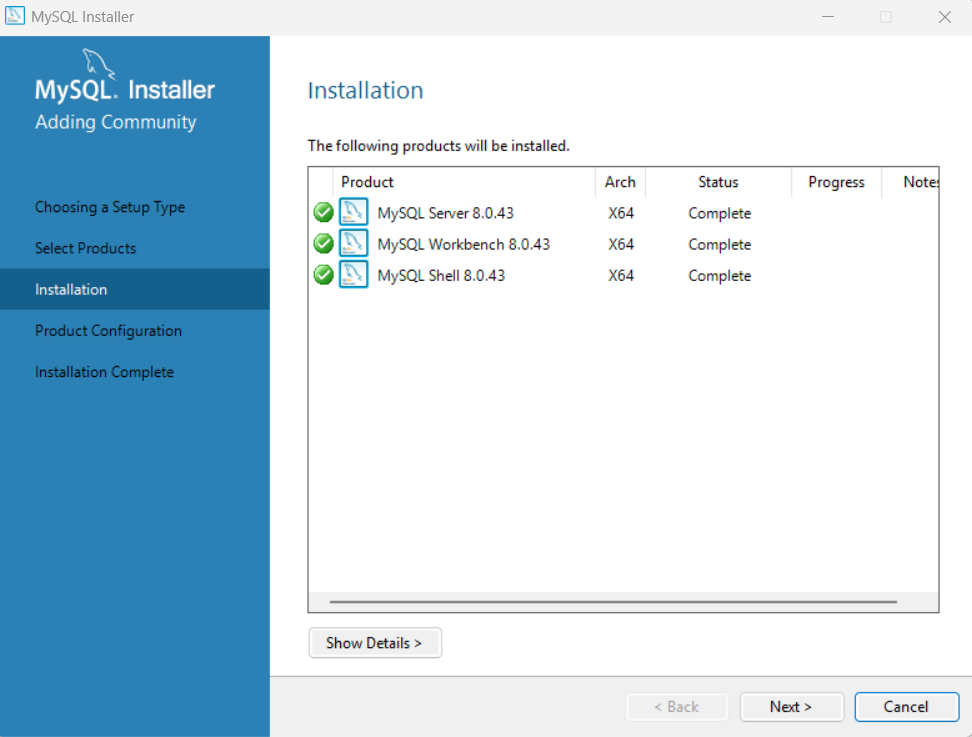 MySQL Installer
MySQL. Installer
Adding Community
Choosing a Setup Type
Select Products
Installation
Product Configuration
Installation Complete
Installation
The following products will be installed.
Product Arch Status Progress Notes
MySQL Server 8.0.43 X64 Complete
MySQL Workbench 8.0.43 X64 Complete
MySQL Shell 8.0.43 X64 Complete
Show Details >
< Back Next > Cancel